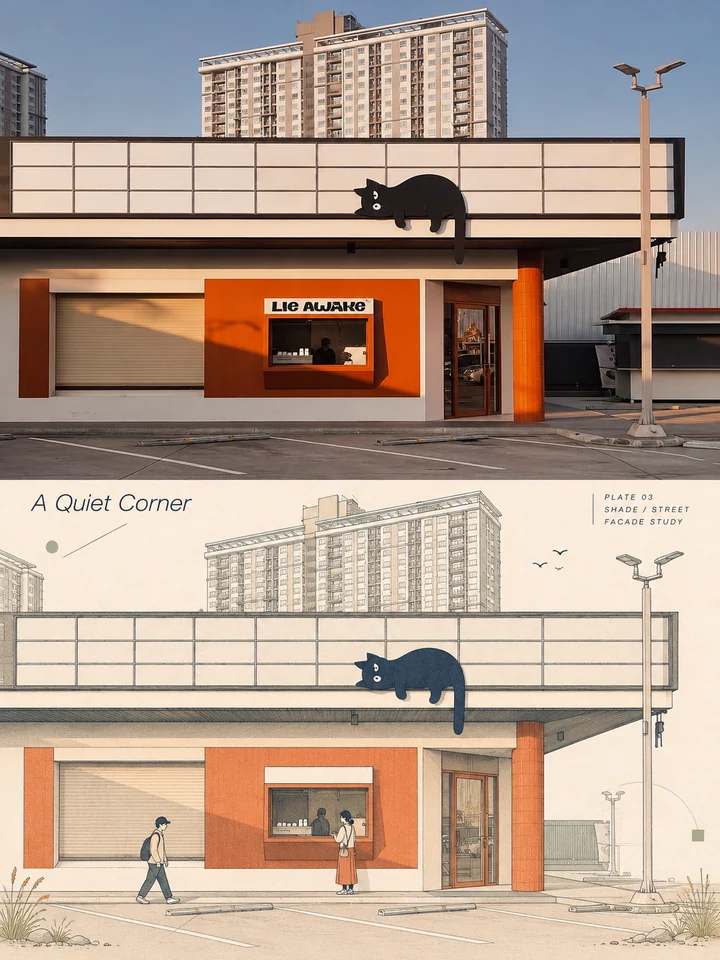 LIE AWAKE
A Quiet Corner
PLATE 03
SHADE / STREET
FACADE STUDY